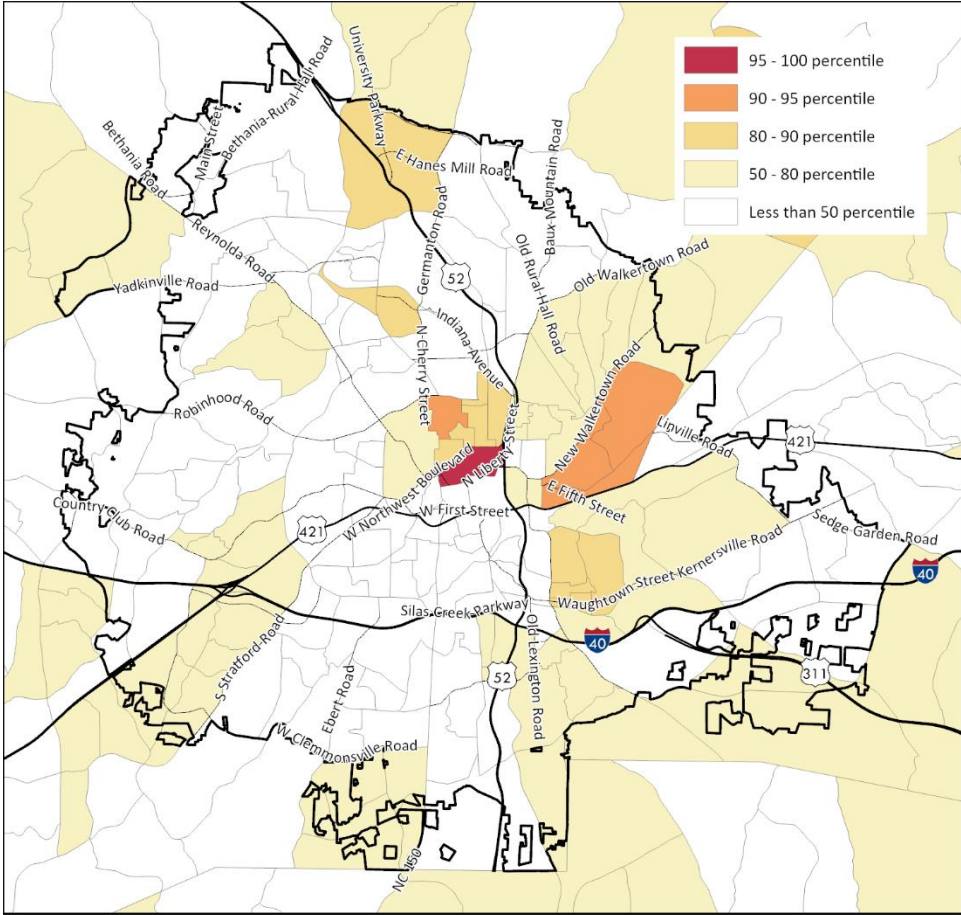 95 - 100 percentile
90 - 95 percentile
80 - 90 percentile
50 - 80 percentile
Less than 50 percentile
University Parkway
Bethania-Rural-Hall-Road
Main Street
Bethania Road
E Hanes Mill Road
Baux-Mountain Road
Germanton Road
Reynolda Road
Old Rural-Hall Road
Old-Walkertown Road
52
Yadkinville Road
Indiana-Avenue
N-Cherry Street
New Walkertown Road
Robinhood Road
Linville Road
421
N Liberty-Street
W Northwest-Boulevard
E-Fifth Street
W First Street
Country Club-Road
421
Sedge-Garden Road
40
Waughtown Street-Kernersville-Road
Silas Creek-Parkway
40
Old-Lexington Road
S Stratford-Road
52
311
Ebert-Road
W Clemmonsville Road
NC 150